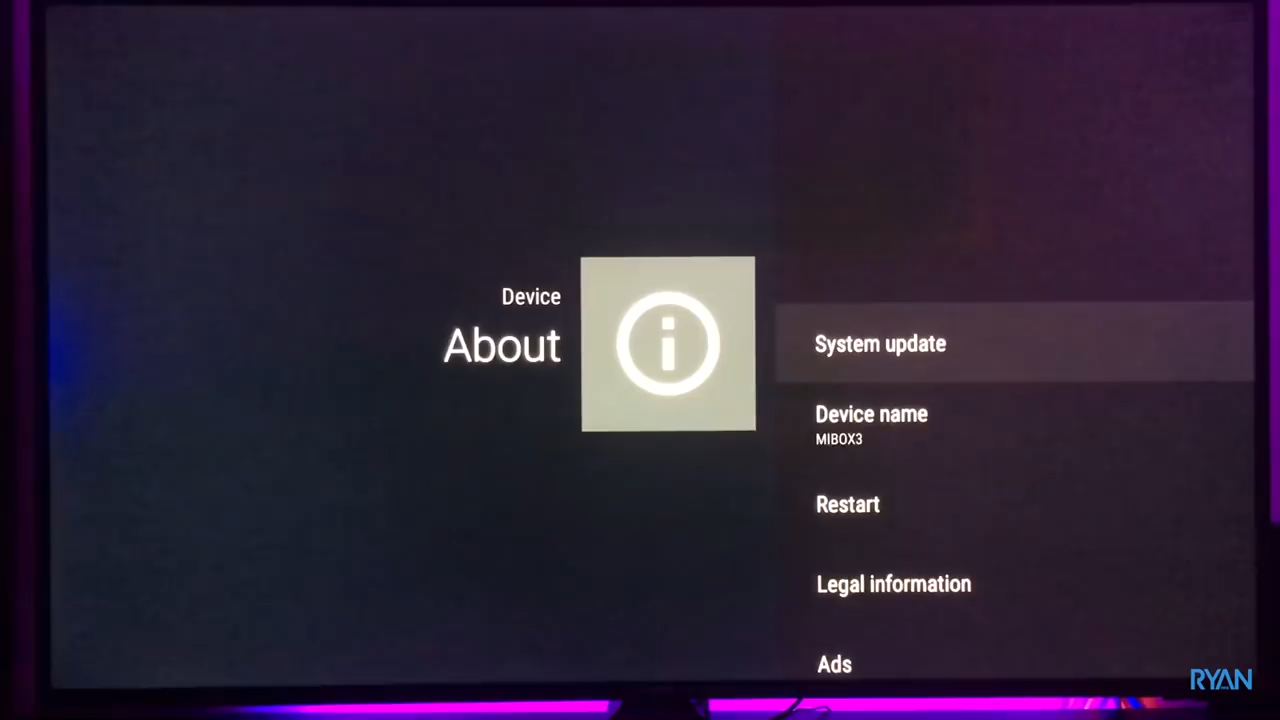 Device
About
System update
Device name
MIBOX3
Restart
Legal information
Ads
RYAN